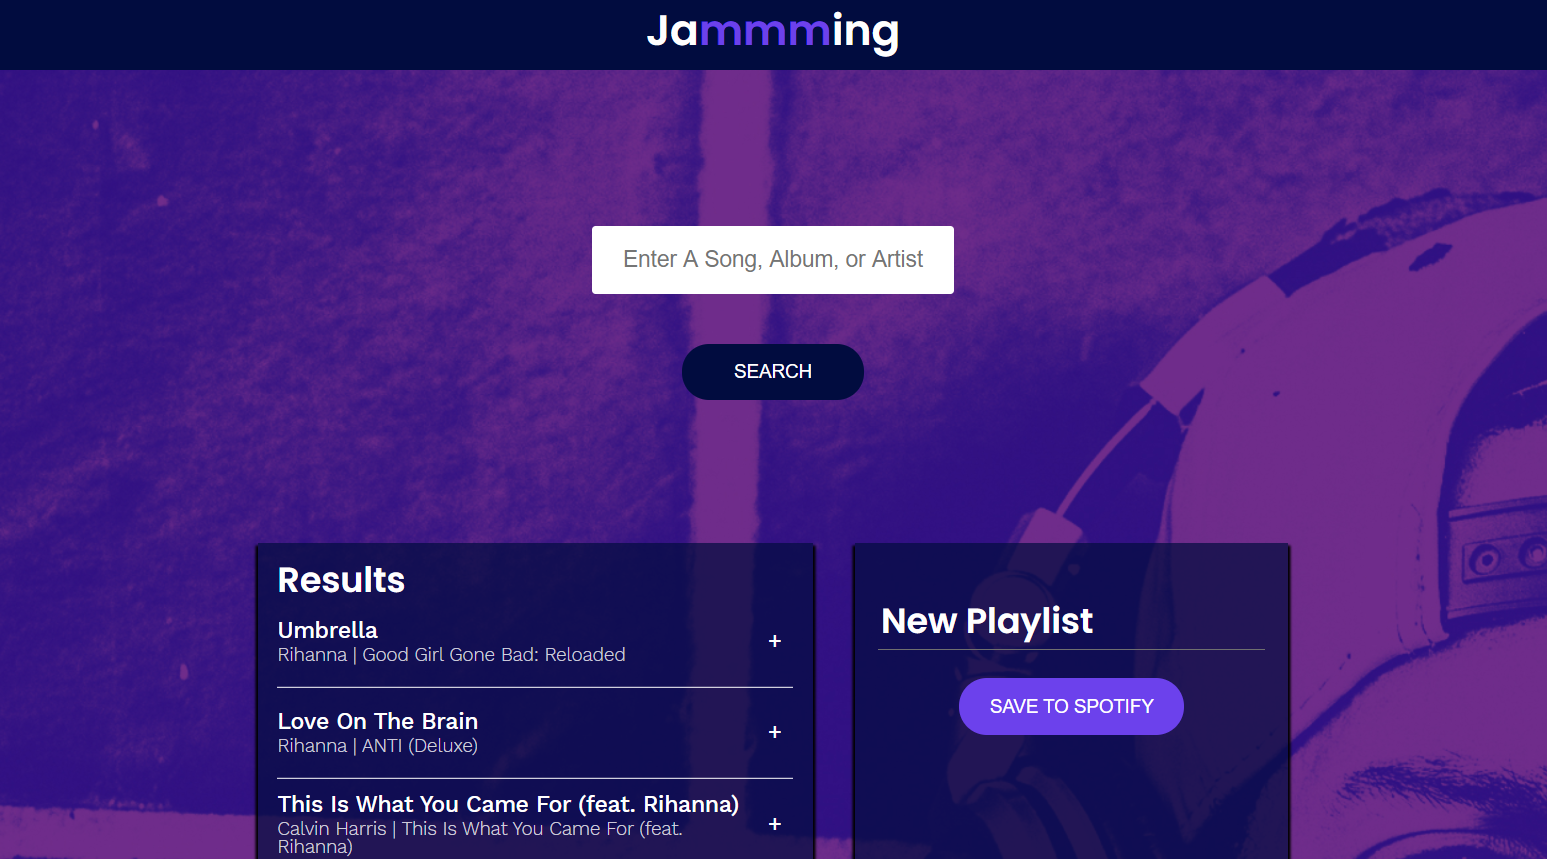 Jammming
Enter A Song, Album, or Artist
SEARCH
Results
Umbrella
Rihanna | Good Girl Gone Bad: Reloaded
+
Love On The Brain
Rihanna | ANTI (Deluxe)
+
This Is What You Came For (feat. Rihanna)
Calvin Harris | This Is What You Came For (feat.
Rihanna)
+
New Playlist
SAVE TO SPOTIFY